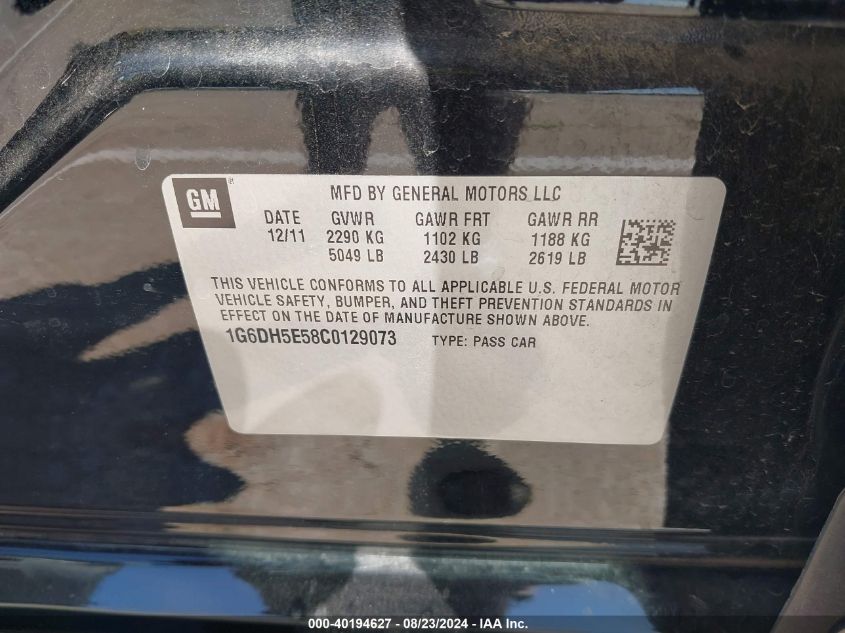 GM
MFD BY GENERAL MOTORS LLC
DATE GVWR GAWR FRT GAWR RR
12/11 2290 KG 1102 KG 1188 KG
5049 LB 2430 LB 2619 LB
THIS VEHICLE CONFORMS TO ALL APPLICABLE U.S. FEDERAL MOTOR
VEHICLE SAFETY, BUMPER, AND THEFT PREVENTION STANDARDS IN
EFFECT ON THE DATE OF MANUFACTURE SHOWN ABOVE.
1G6DH5E58C0129073 TYPE: PASS CAR
000-40194627 - 08/23/2024 - IAA Inc.